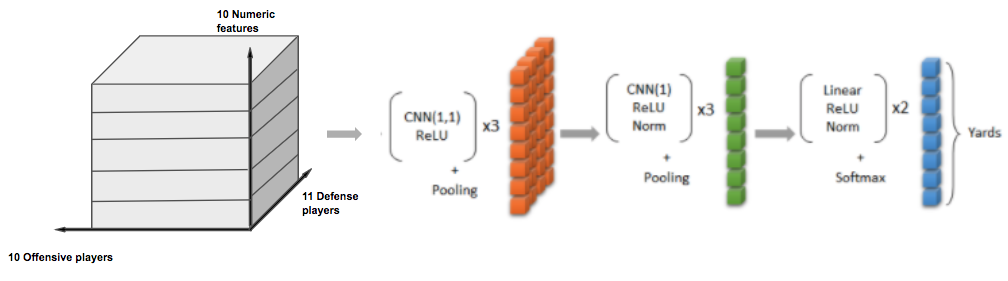 10 Numeric
features
11 Defense
players
10 Offensive players
CNN(1,1)
ReLU
x3
+
Pooling
CNN(1)
ReLU
Norm
x3
+
Pooling
Linear
ReLU
Norm
x2
+
Softmax
Yards